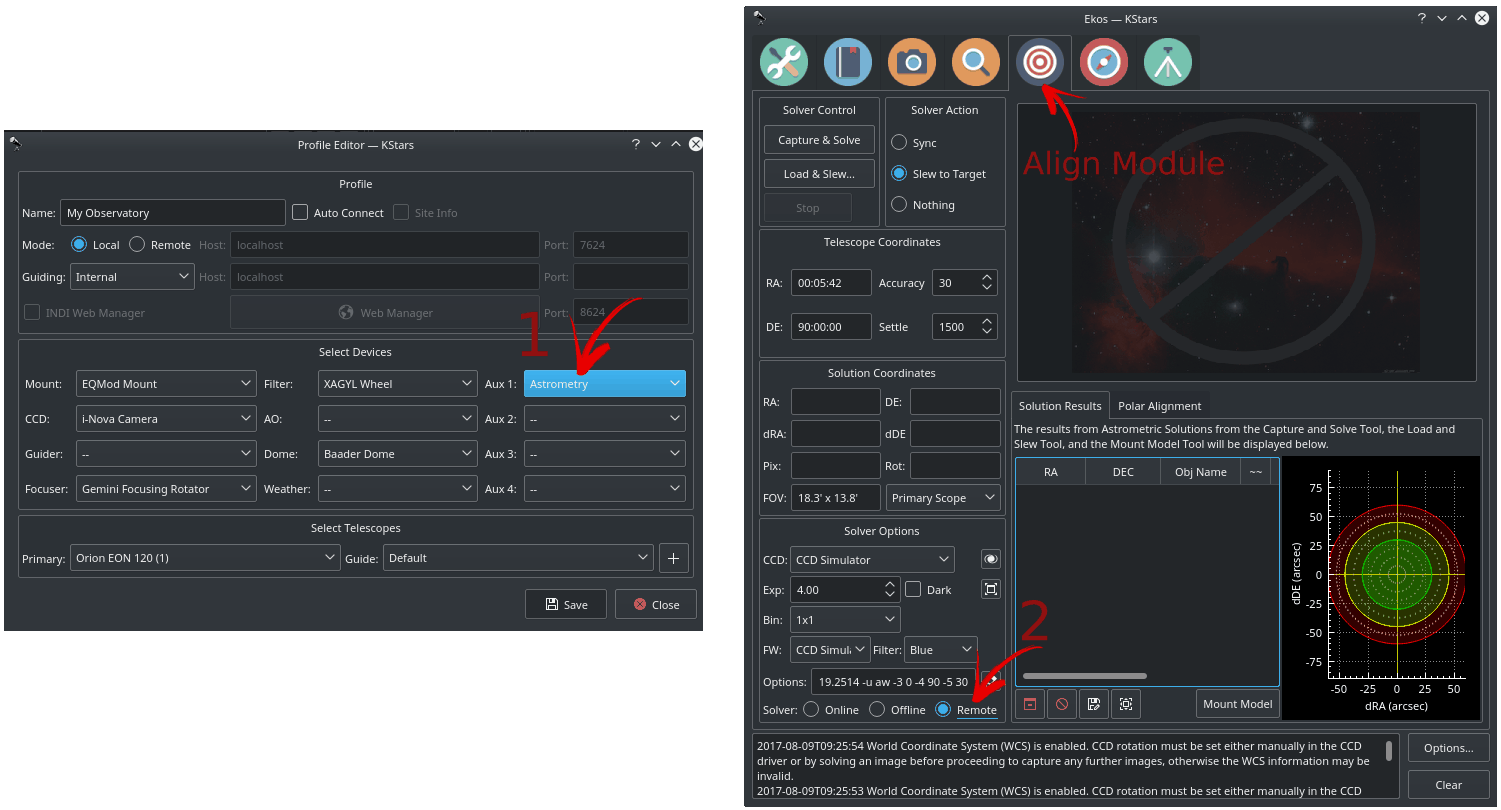 Profile Editor — KStars
?
Profile
Name: My Observatory Auto Connect Site Info
Mode: Local Remote Host: localhost Port: 7624
Guiding: Internal Host: localhost Port:
INDI Web Manager Web Manager Port: 8624
1
Select Devices
Mount: EQMod Mount Filter: XAGYL Wheel Aux 1: Astrometry
CCD: i-Nova Camera AO: -- Aux 2: --
Guider: -- Dome: Baader Dome Aux 3: --
Focuser: Gemini Focusing Rotator Weather: -- Aux 4: --
Select Telescopes
Primary: Orion EON 120 (1) Guide: Default +
Save Close
Ekos — KStars
?
Solver Control
Capture & Solve
Load & Slew...
Stop
Solver Action
Sync
Slew to Target
Nothing
Align Module
Telescope Coordinates
RA: 00:05:42 Accuracy 30
DE: 90:00:00 Settle 1500
Solution Coordinates
RA: DE:
dRA: dDE
Pix: Rot:
FOV: 18.3' x 13.8' Primary Scope
Solver Options
CCD: CCD Simulator
Exp: 4.00 Dark
Bin: 1x1
FW: CCD Simul Filter: Blue
Options: 19.2514 -u aw -3 0 -4 90 -5 30
Solver: Online Offline Remote
2
Solution Results Polar Alignment
The results from Astrometric Solutions from the Capture and Solve Tool, the Load and
Slew Tool, and the Mount Model Tool will be displayed below.
RA DEC Obj Name ~~
Mount Model
dDE (arcsec)
75
50
25
0
-25
-50
-75
-50 -25 0 25 50
dRA (arcsec)
2017-08-09T09:25:54 World Coordinate System (WCS) is enabled. CCD rotation must be set either manually in the CCD
driver or by solving an image before proceeding to capture any further images, otherwise the WCS information may be
invalid.
2017-08-09T09:25:53 World Coordinate System (WCS) is enabled. CCD rotation must be set either manually in the CCD
Options...
Clear